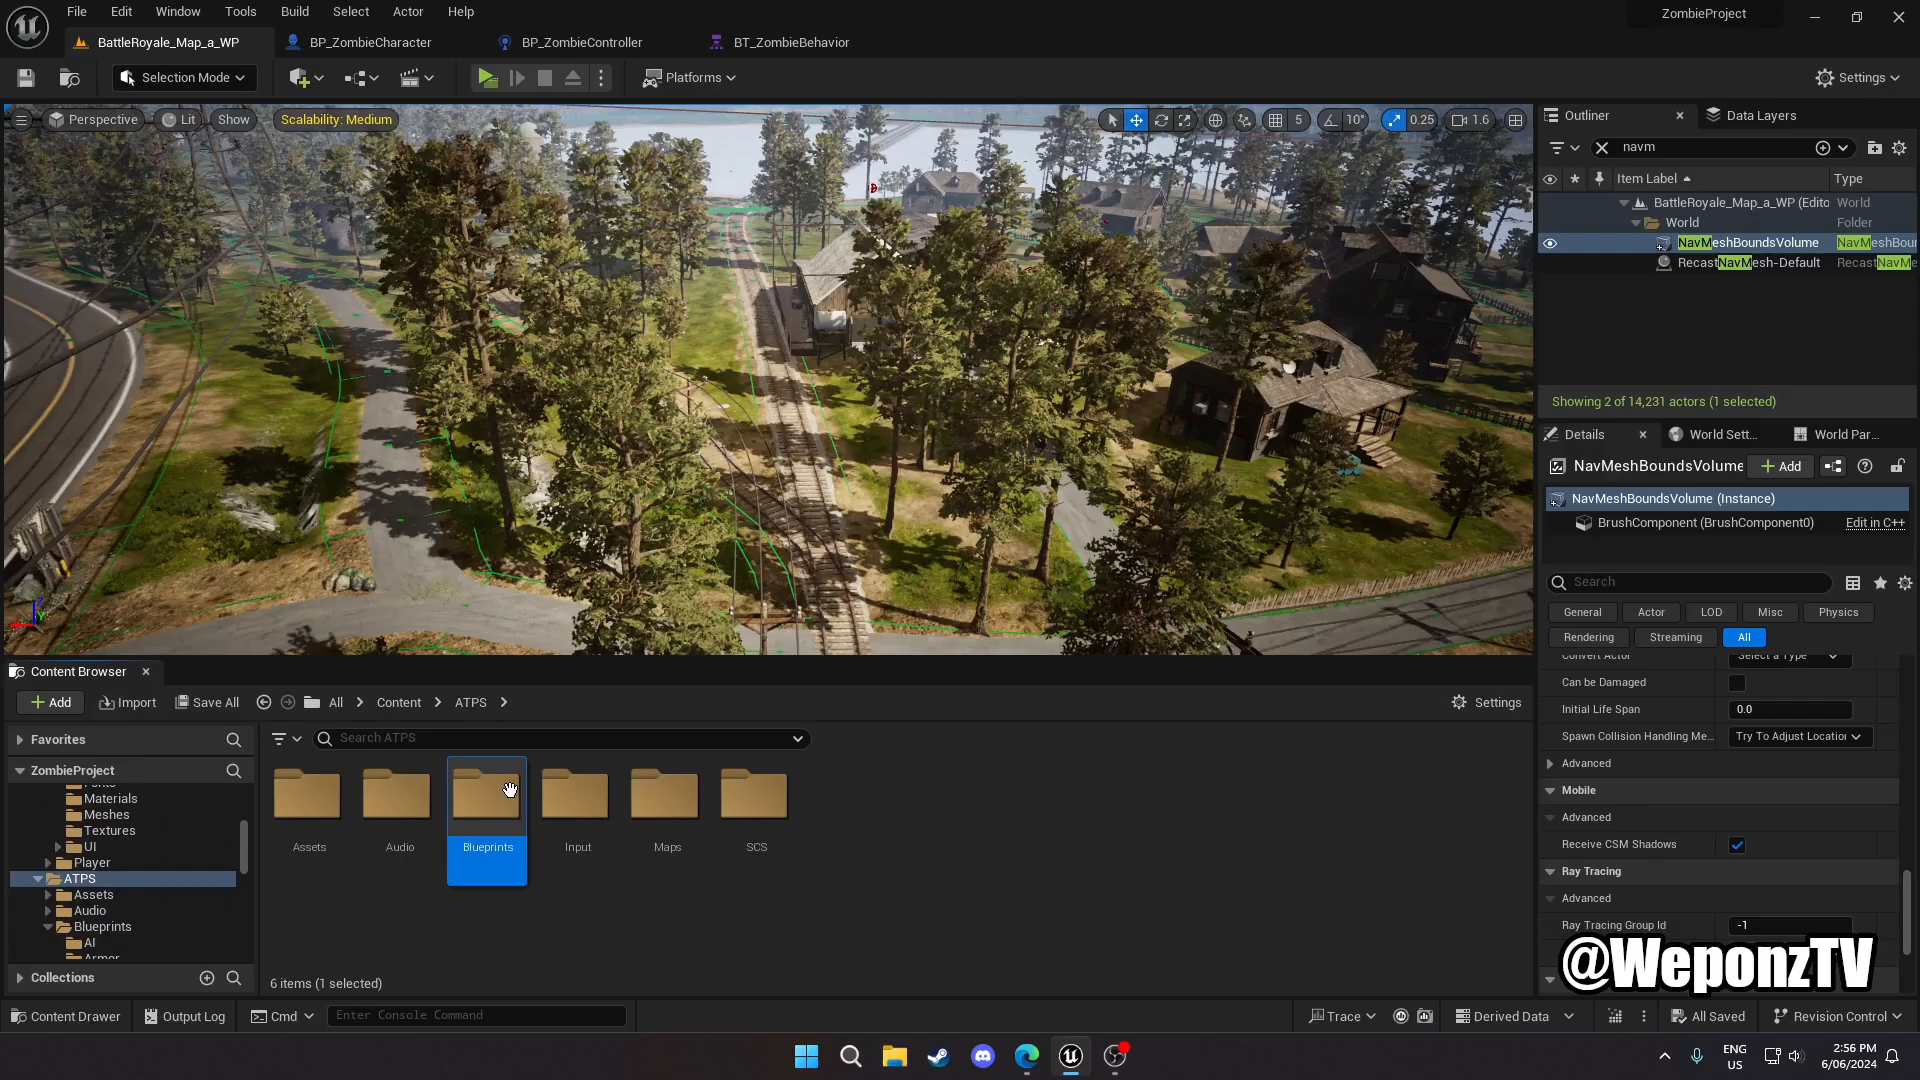 File Edit Window Tools Build Select Actor Help
ZombieProject
BattleRoyale_Map_a_WP BP_ZombieCharacter BP_ZombieController BT_ZombieBehavior
Selection Mode Platforms Settings
Perspective Lit Show Scalability: Medium 5 10° 0.25 1.6
Outliner Data Layers
navm
Item Label Type
BattleRoyale_Map_a_WP (Edito World
World Folder
NavMeshBoundsVolume NavMeshBour
RecastNavMesh-Default RecastNavMe
Showing 2 of 14,231 actors (1 selected)
Details World Sett... World Par...
NavMeshBoundsVolume Add
NavMeshBoundsVolume (Instance)
BrushComponent (BrushComponent0) Edit in C++
Search
General Actor LOD Misc Physics
Rendering Streaming All
Convert Actor Select a Type
Can be Damaged
Initial Life Span 0.0
Spawn Collision Handling Me... Try To Adjust Location
Advanced
Mobile
Advanced
Receive CSM Shadows
Ray Tracing
Advanced
Ray Tracing Group Id -1
@WeponzTV
Content Browser
Add Import Save All All Content ATPS Settings
Favorites Search ATPS
ZombieProject
Materials
Meshes
Textures
UI
Player
ATPS
Assets
Audio
Blueprints
AI
Armor
Collections
Assets Audio Blueprints Input Maps SCS
6 items (1 selected)
Content Drawer Output Log Cmd Enter Console Command Trace Derived Data All Saved Revision Control
ENG
US
2:56 PM
6/06/2024